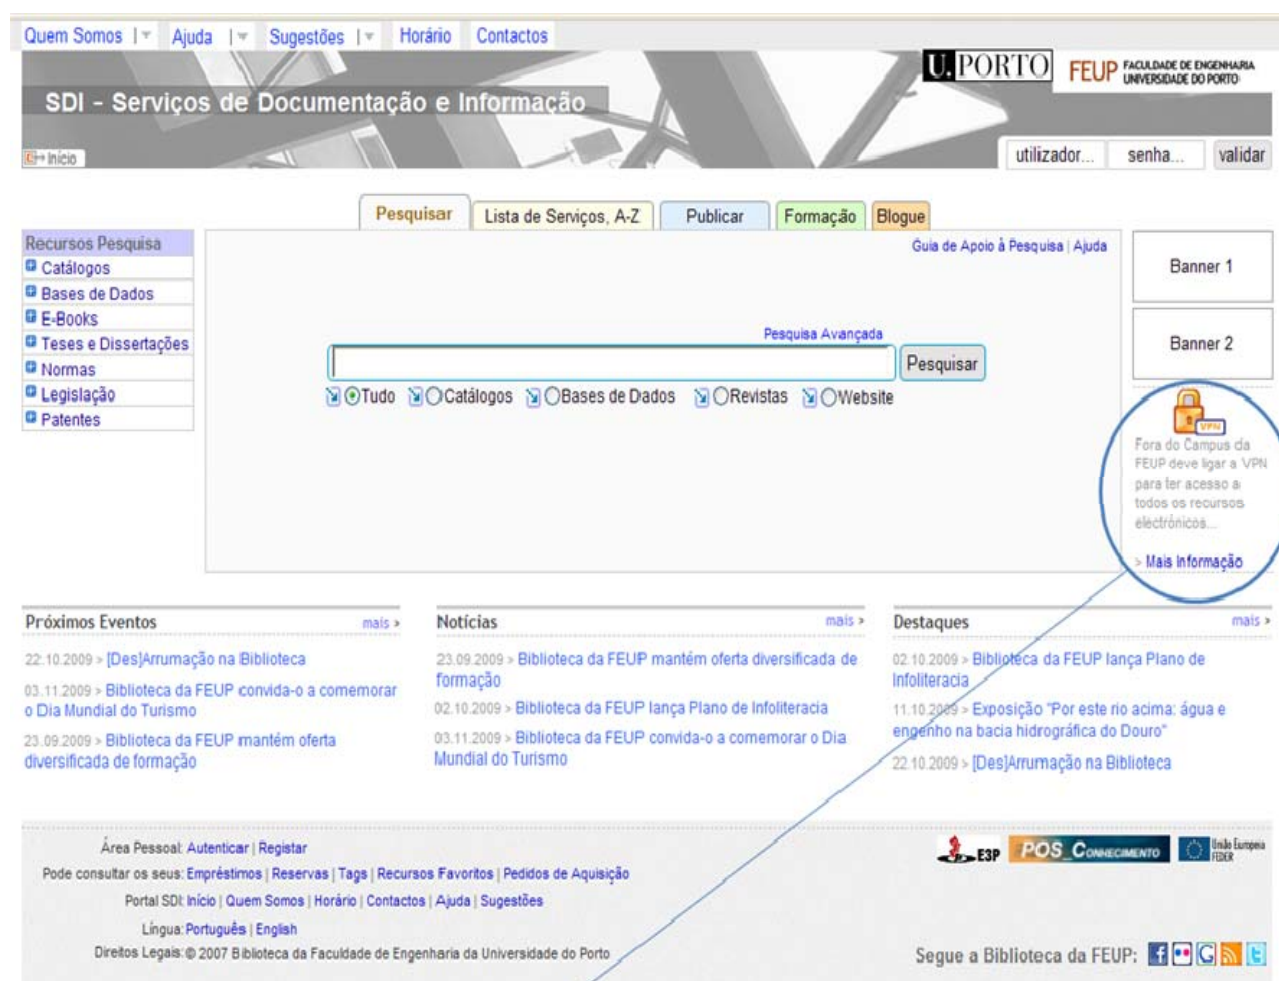 Quem Somos | Ajuda | Sugestões | Horário Contactos
U. PORTO FEUP FACULDADE DE ENGENHARIA
UNIVERSIDADE DO PORTO
SDI - Serviços de Documentação e Informação
Início
utilizador... senha... validar
Pesquisar Lista de Serviços, A-Z Publicar Formação Blogue
Recursos Pesquisa
Catálogos
Bases de Dados
E-Books
Teses e Dissertações
Normas
Legislação
Patentes
Guia de Apoio à Pesquisa | Ajuda
Pesquisa Avançada
Pesquisar
Tudo Catálogos Bases de Dados Revistas Website
Banner 1
Banner 2
VPN
Fora do Campus da
FEUP deve ligar a VPN
para ter acesso a
todos os recursos
electrónicos...
> Mais Informação
Próximos Eventos mais >
22.10.2009 > [Des]Arrumação na Biblioteca
03.11.2009 > Biblioteca da FEUP convida-o a comemorar
o Dia Mundial do Turismo
23.09.2009 > Biblioteca da FEUP mantém oferta
diversificada de formação
Notícias mais >
23.09.2009 > Biblioteca da FEUP mantém oferta diversificada de
formação
02.10.2009 > Biblioteca da FEUP lança Plano de Infoliteracia
03.11.2009 > Biblioteca da FEUP convida-o a comemorar o Dia
Mundial do Turismo
Destaques mais >
02.10.2009 > Biblioteca da FEUP lança Plano de
Infoliteracia
11.10.2009 > Exposição "Por este rio acima: água e
engenho na bacia hidrográfica do Douro"
22.10.2009 > [Des]Arrumação na Biblioteca
Área Pessoal: Autenticar | Registar
Pode consultar os seus: Empréstimos | Reservas | Tags | Recursos Favoritos | Pedidos de Aquisição
Portal SDI: Início | Quem Somos | Horário | Contactos | Ajuda | Sugestões
Língua: Português | English
Direitos Legais: © 2007 Biblioteca da Faculdade de Engenharia da Universidade do Porto
E3P POS_CONHECIMENTO União Europeia
FEDER
Segue a Biblioteca da FEUP: